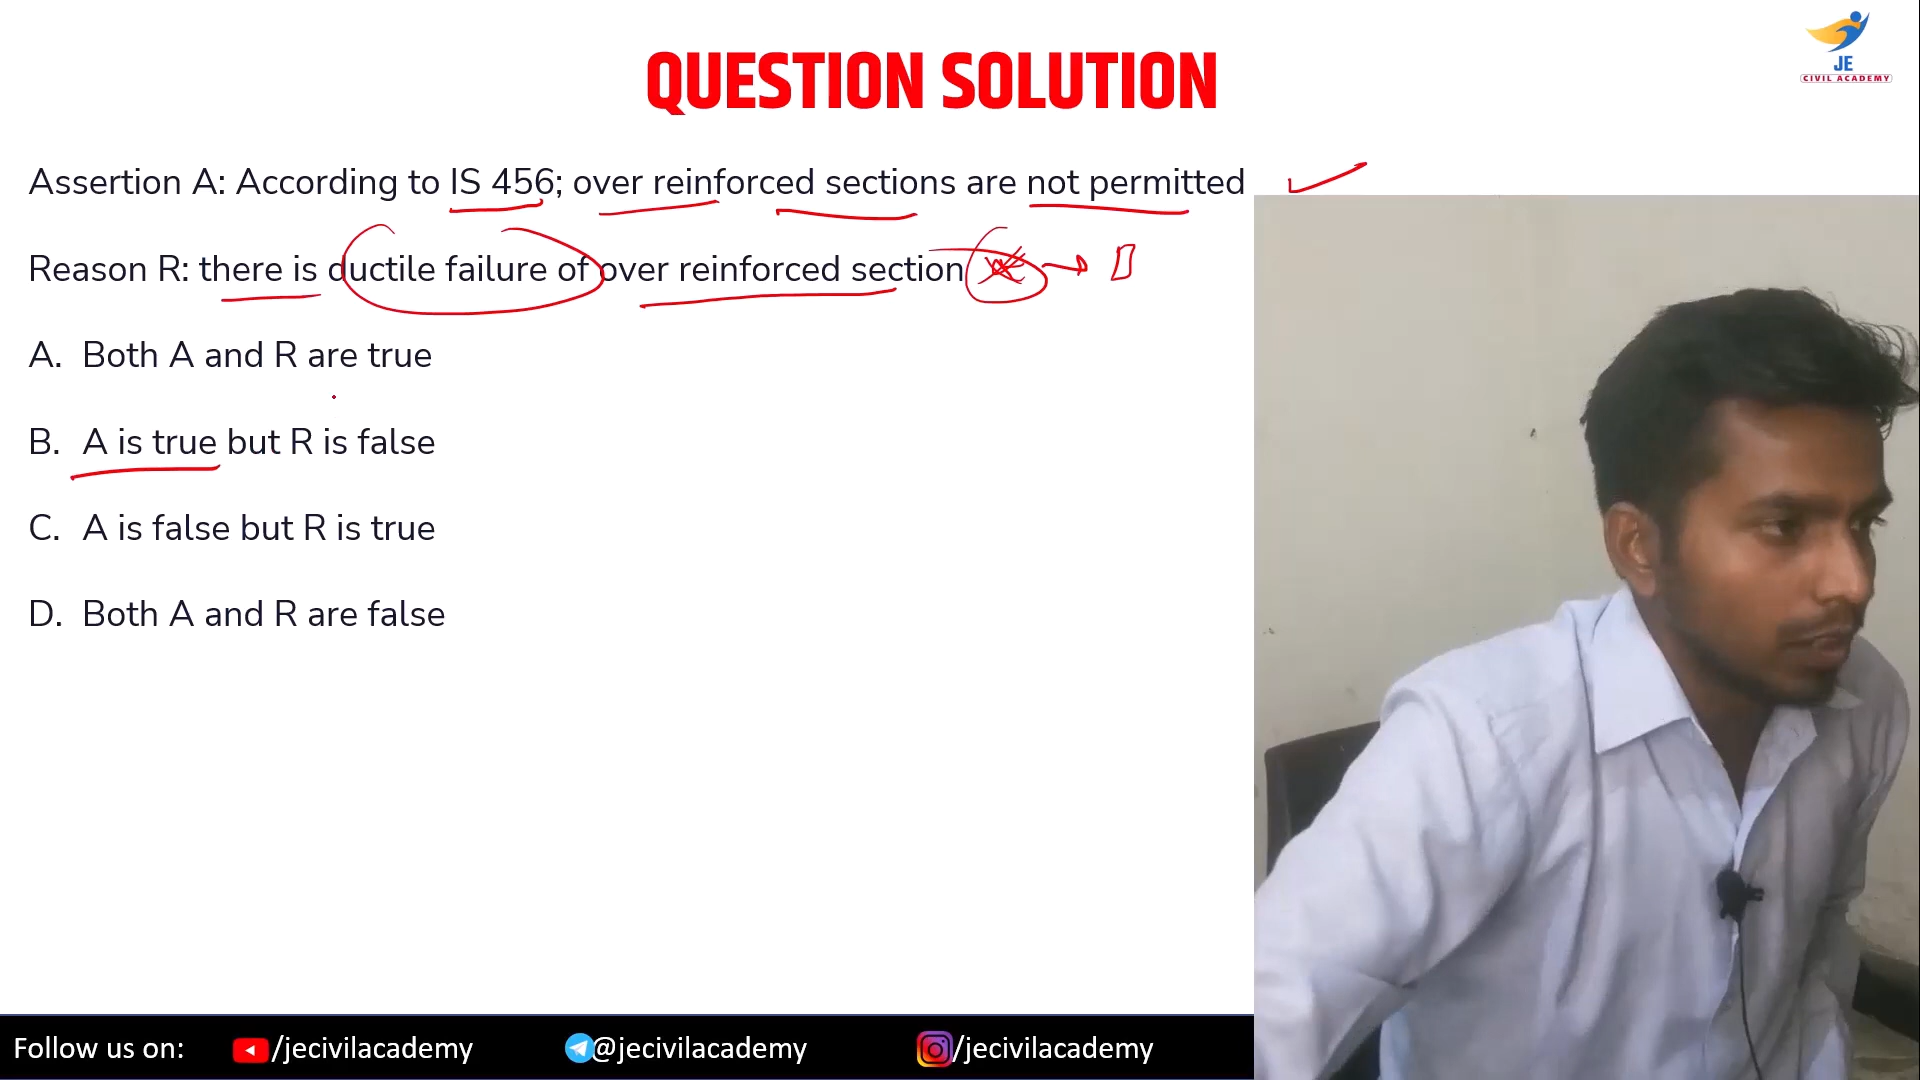 JE
CIVIL ACADEMY
QUESTION SOLUTION
Assertion A: According to IS 456; over reinforced sections are not permitted
Reason R: there is ductile failure of over reinforced section
A. Both A and R are true
B. A is true but R is false
C. A is false but R is true
D. Both A and R are false
Follow us on: /jecivilacademy @jecivilacademy /jecivilacademy